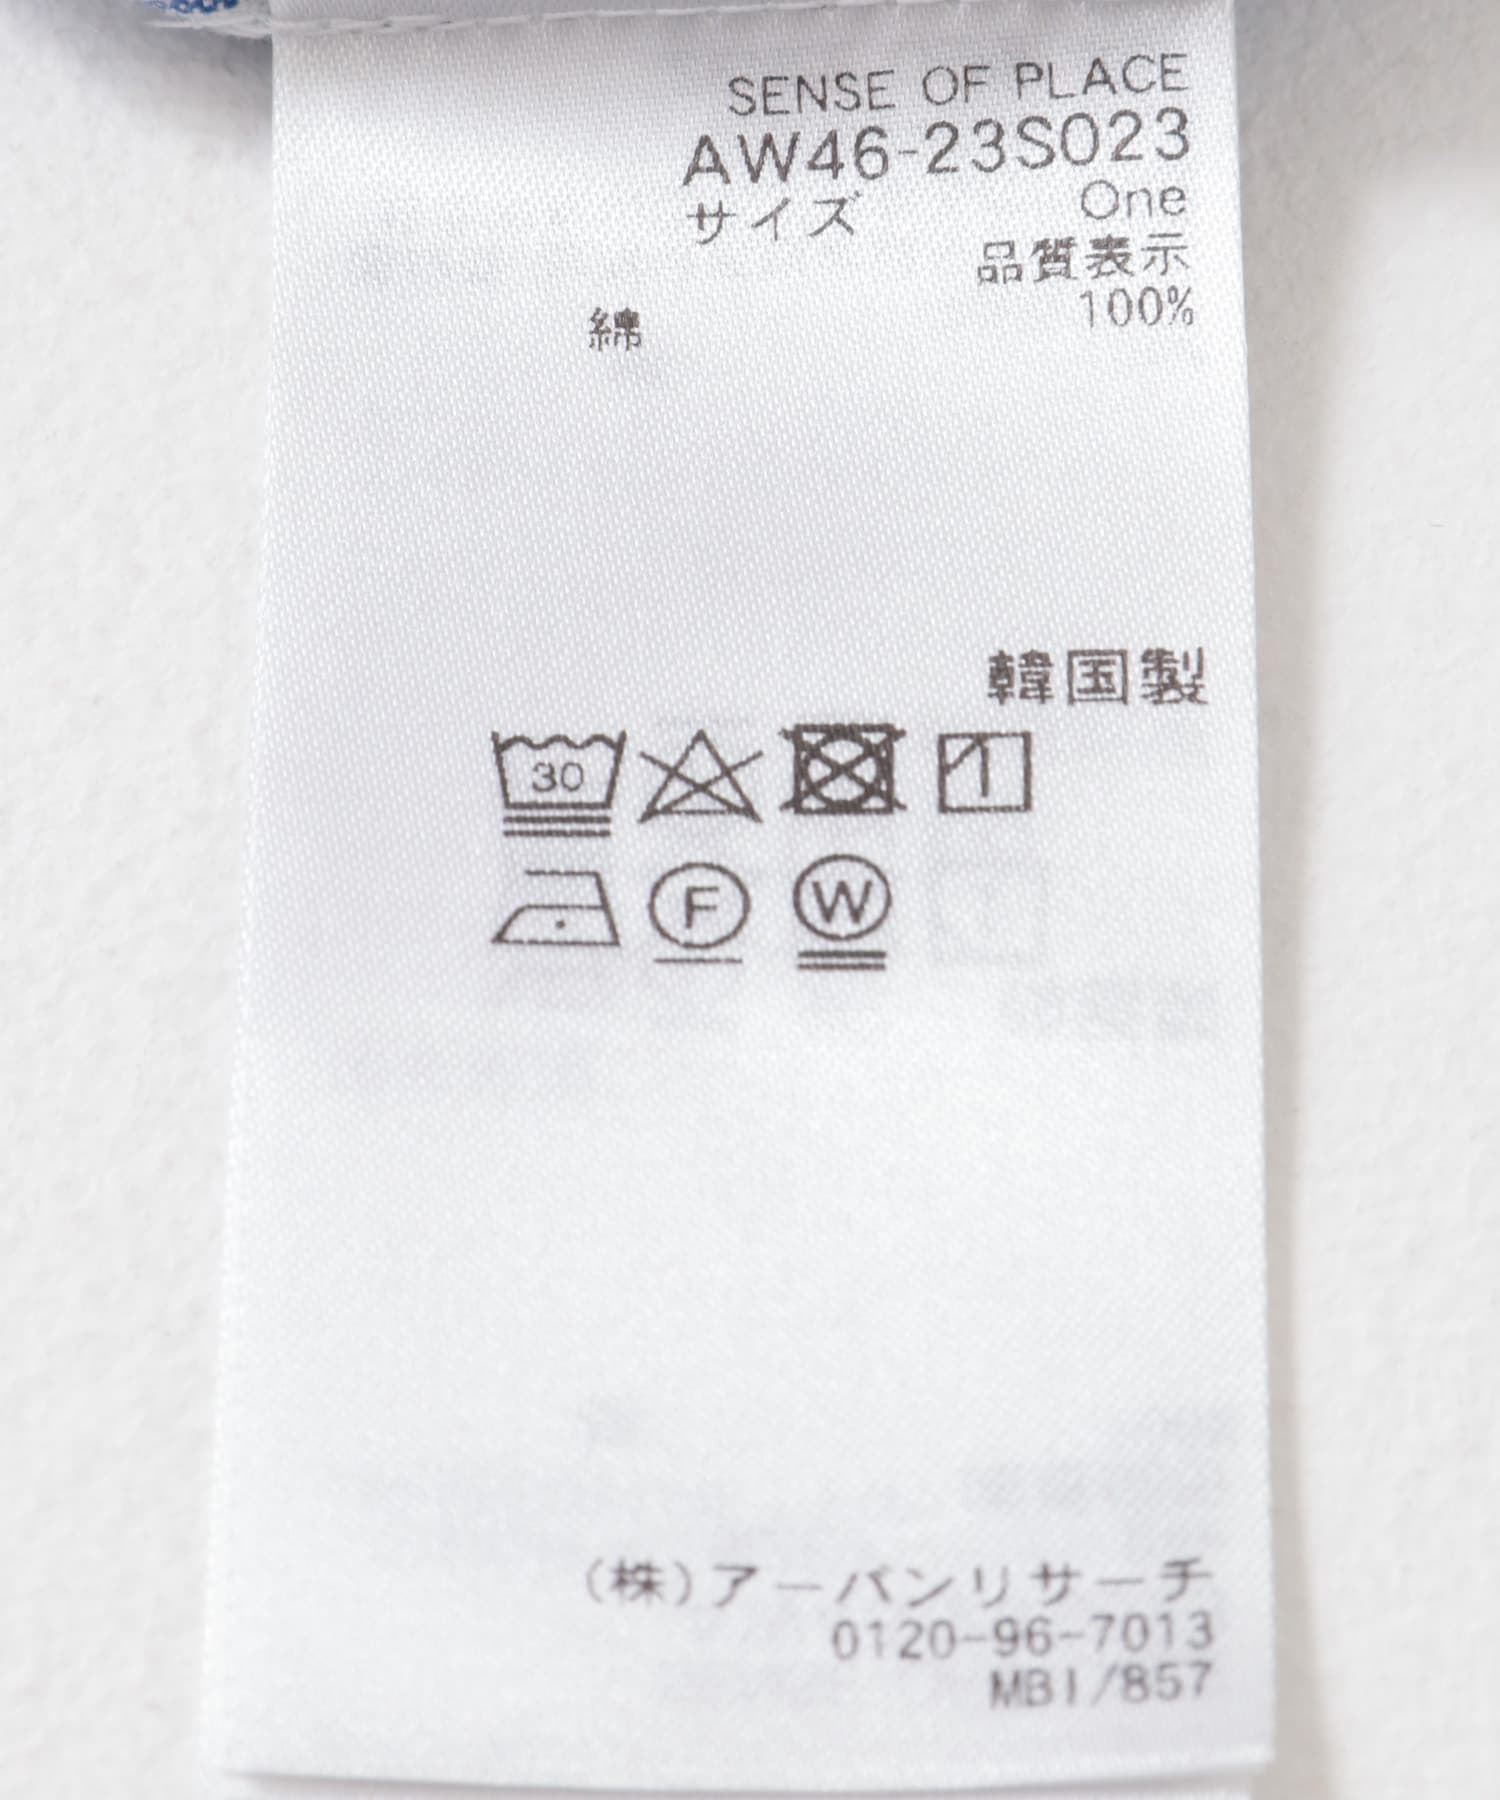 SENSE OF PLACE
AW46-23S023
サイズ One
品質表示
綿 100%
韓国製
30
F W
(株)アーバンリサーチ
0120-96-7013
MBI/857